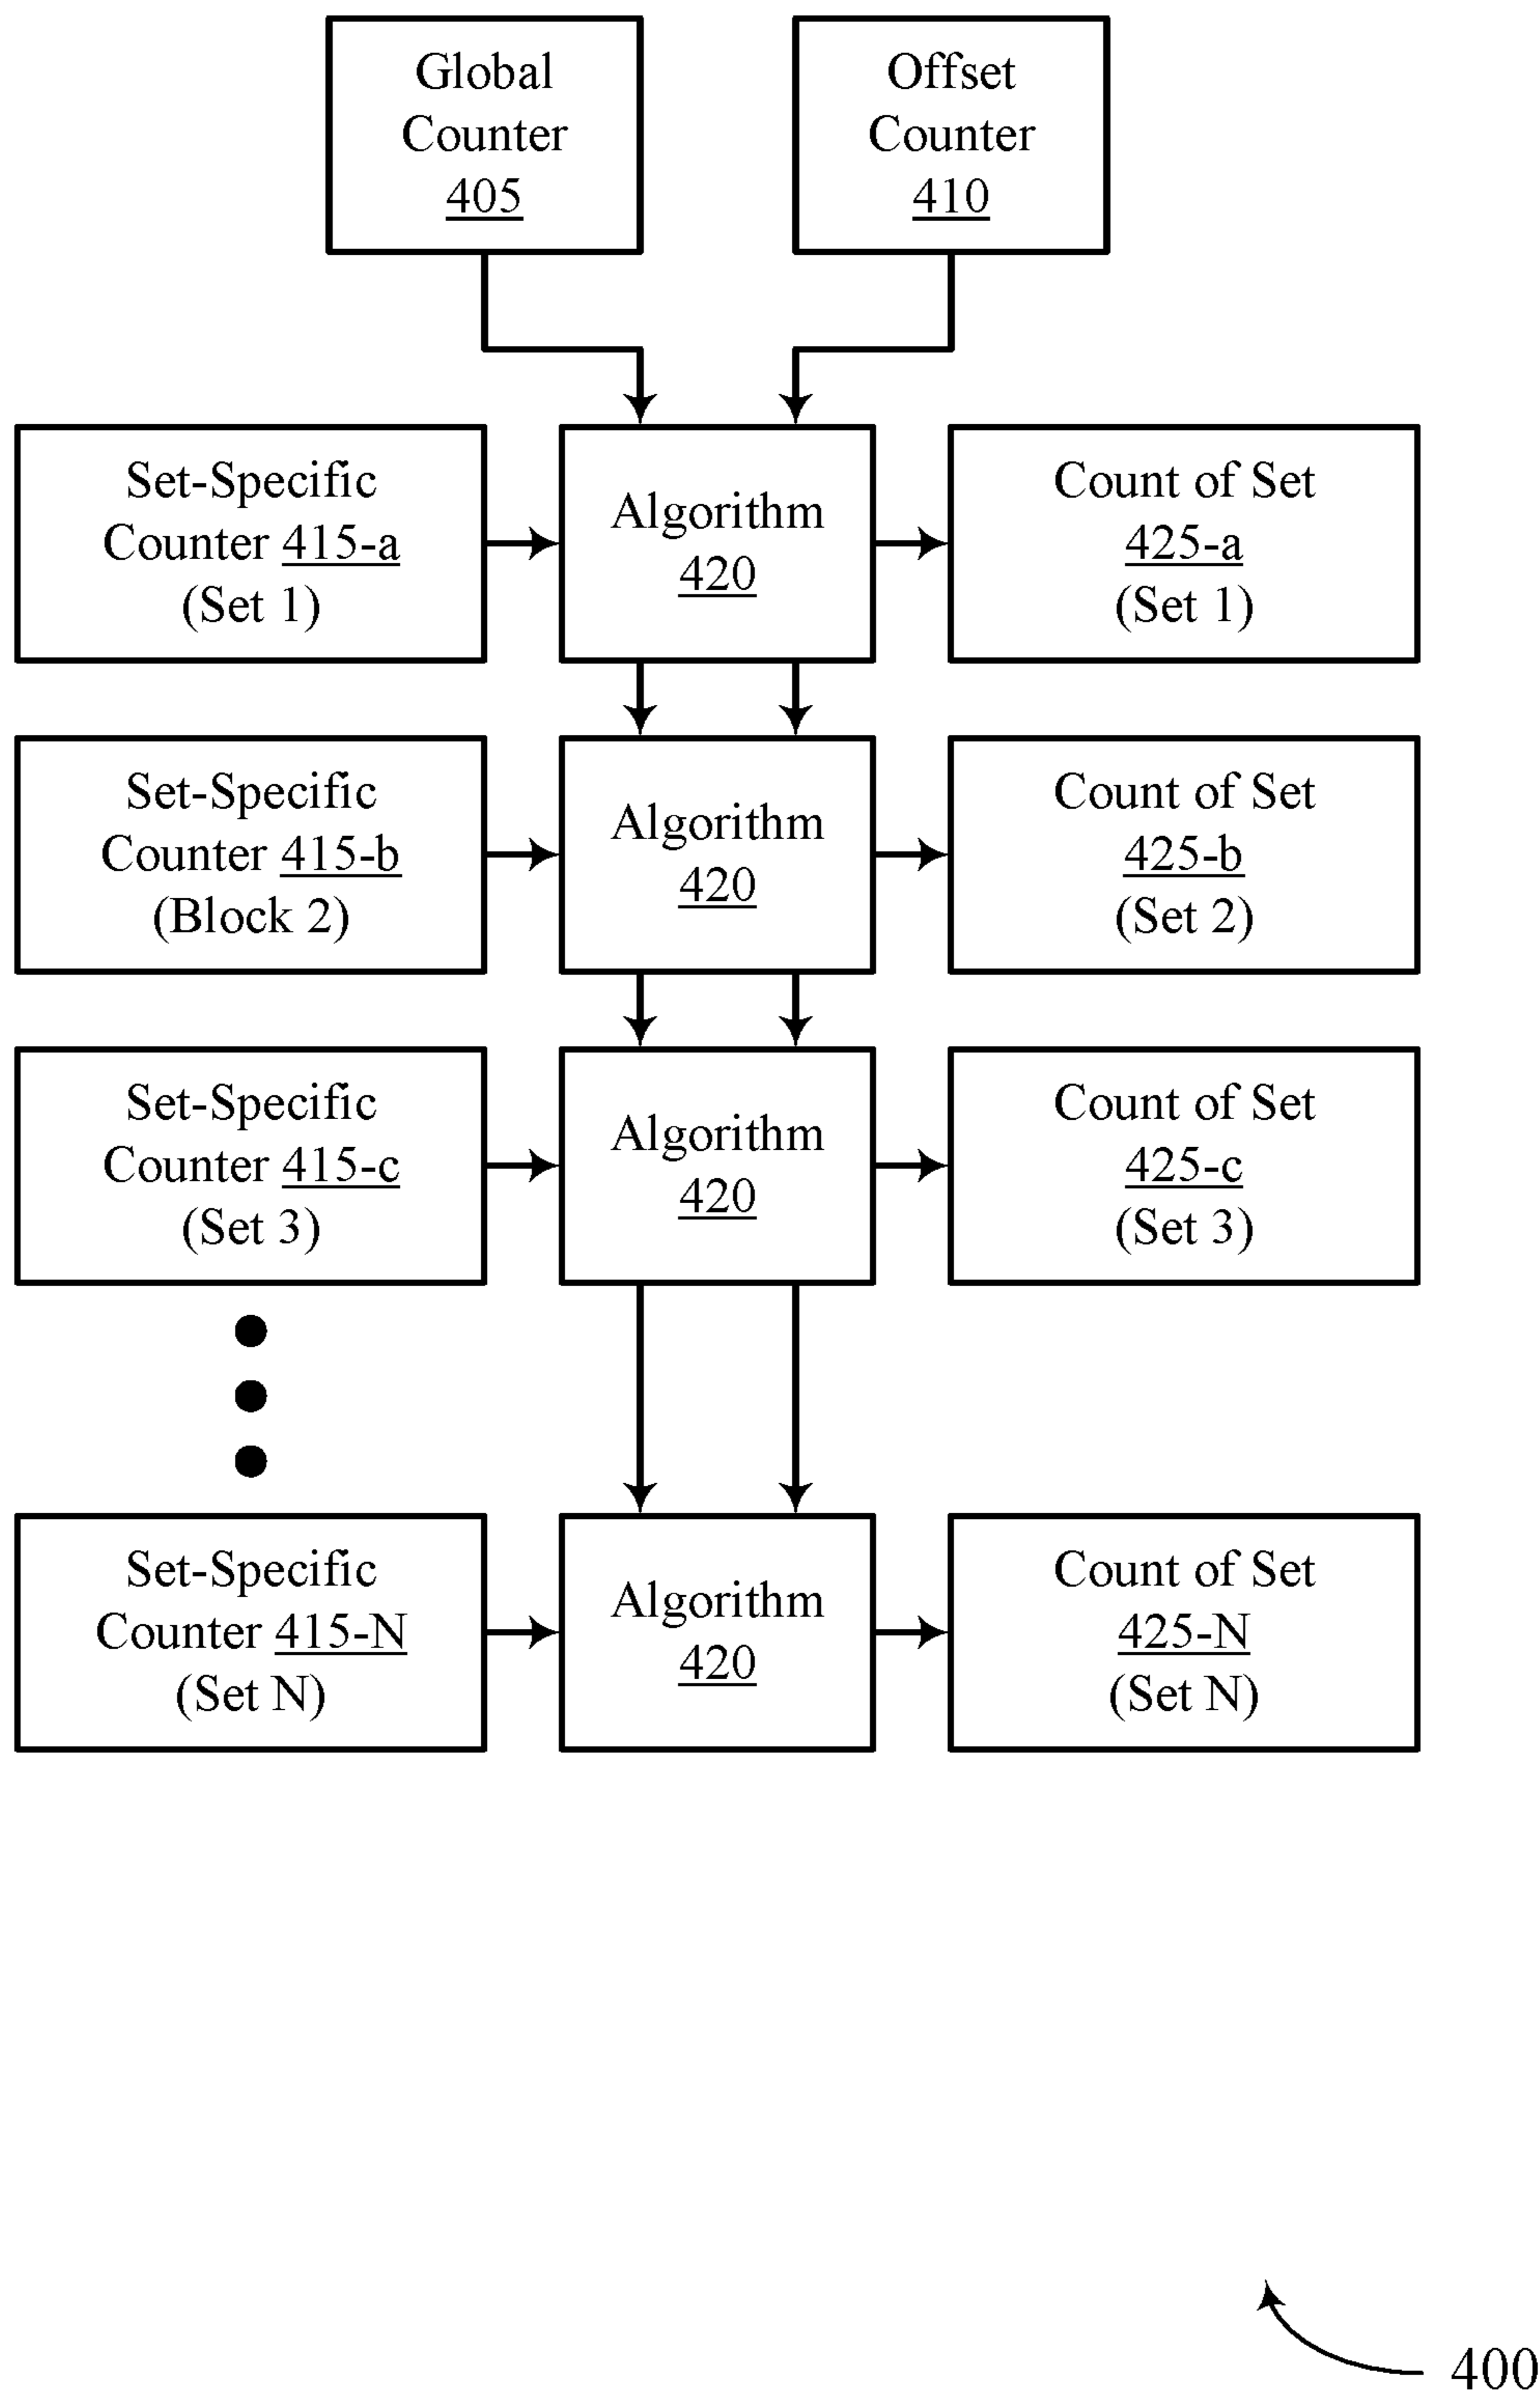 Global
Counter
405
Offset
Counter
410
Set-Specific
Counter 415-a
(Set 1)
Algorithm
420
Count of Set
425-a
(Set 1)
Set-Specific
Counter 415-b
(Block 2)
Algorithm
420
Count of Set
425-b
(Set 2)
Set-Specific
Counter 415-c
(Set 3)
Algorithm
420
Count of Set
425-c
(Set 3)
Set-Specific
Counter 415-N
(Set N)
Algorithm
420
Count of Set
425-N
(Set N)
400